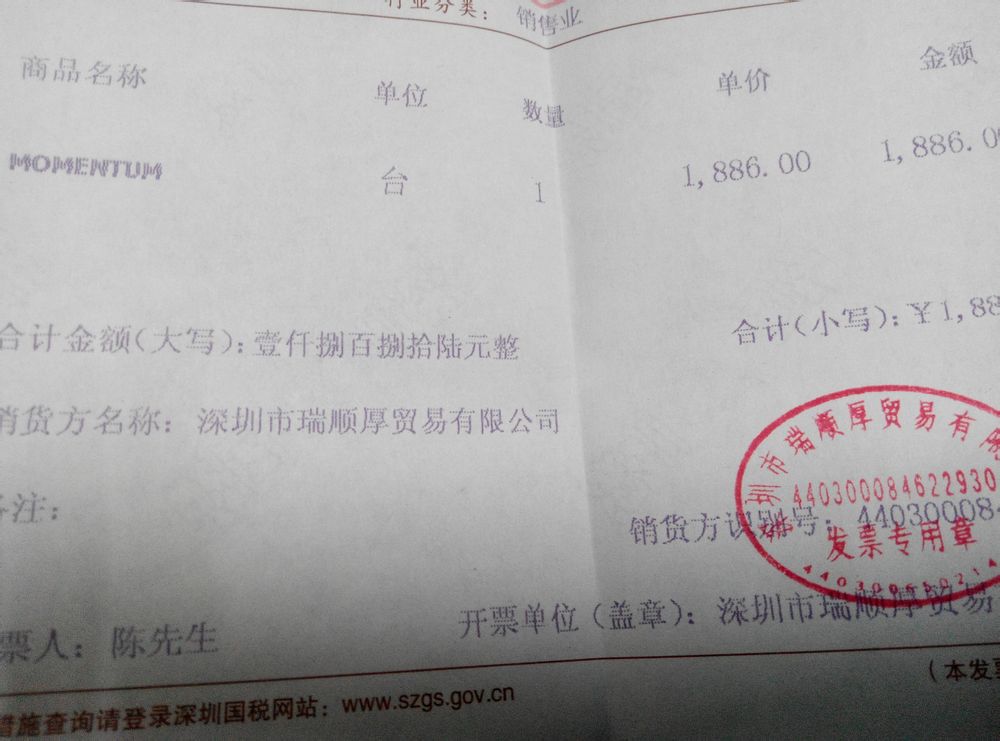 行业分类：销售业
商品名称 单位 数量 单价 金额
MOMENTUM 台 1 1,886.00 1,886.0
合计金额(大写)：壹仟捌百捌拾陆元整 合计(小写)：￥1,88
销货方名称：深圳市瑞顺厚贸易有限公司
备注：
销货方识别号：44030008
开票单位（盖章）：深圳市瑞顺厚贸易
票人：陈先生
（本发票
措施查询请登录深圳国税网站：www.szgs.gov.cn
圳市瑞顺厚贸易有限
440300084622930
发票专用章